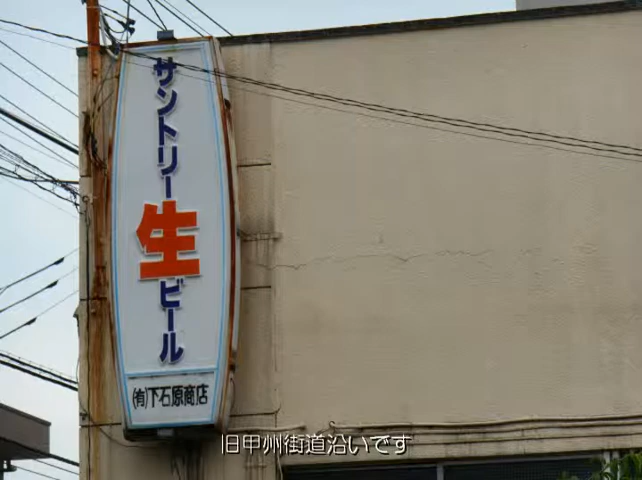 サントリー生ビール
(有)下石原商店
旧甲州街道沿いです